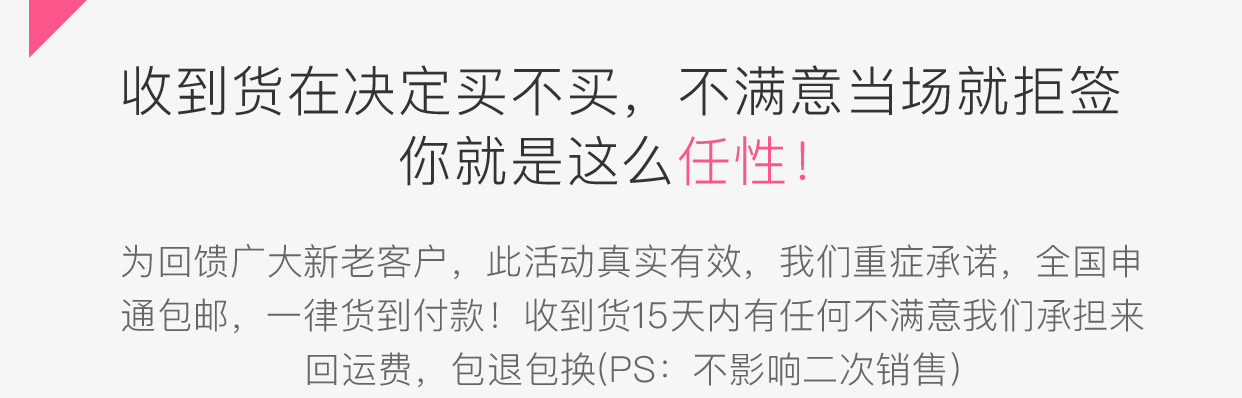 收到货在决定买不买，不满意当场就拒签
你就是这么任性！
为回馈广大新老客户，此活动真实有效，我们重症承诺，全国申
通包邮，一律货到付款！收到货15天内有任何不满意我们承担来
回运费，包退包换(PS：不影响二次销售)